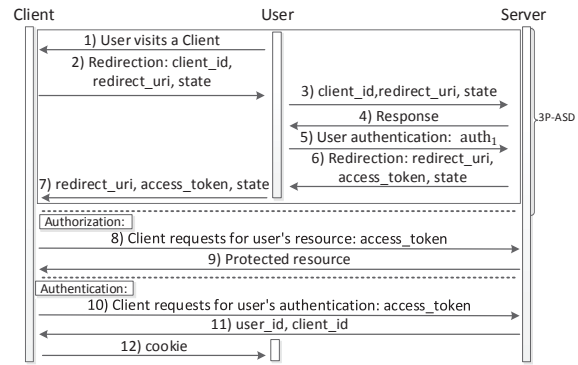 Client User Server
1) User visits a Client
2) Redirection: client_id,
redirect_uri, state
3) client_id,redirect_uri, state
4) Response
3P-ASD
5) User authentication: auth₁
6) Redirection: redirect_uri,
access_token, state
7) redirect_uri, access_token, state
Authorization:
8) Client requests for user's resource: access_token
9) Protected resource
Authentication:
10) Client requests for user's authentication: access_token
11) user_id, client_id
12) cookie